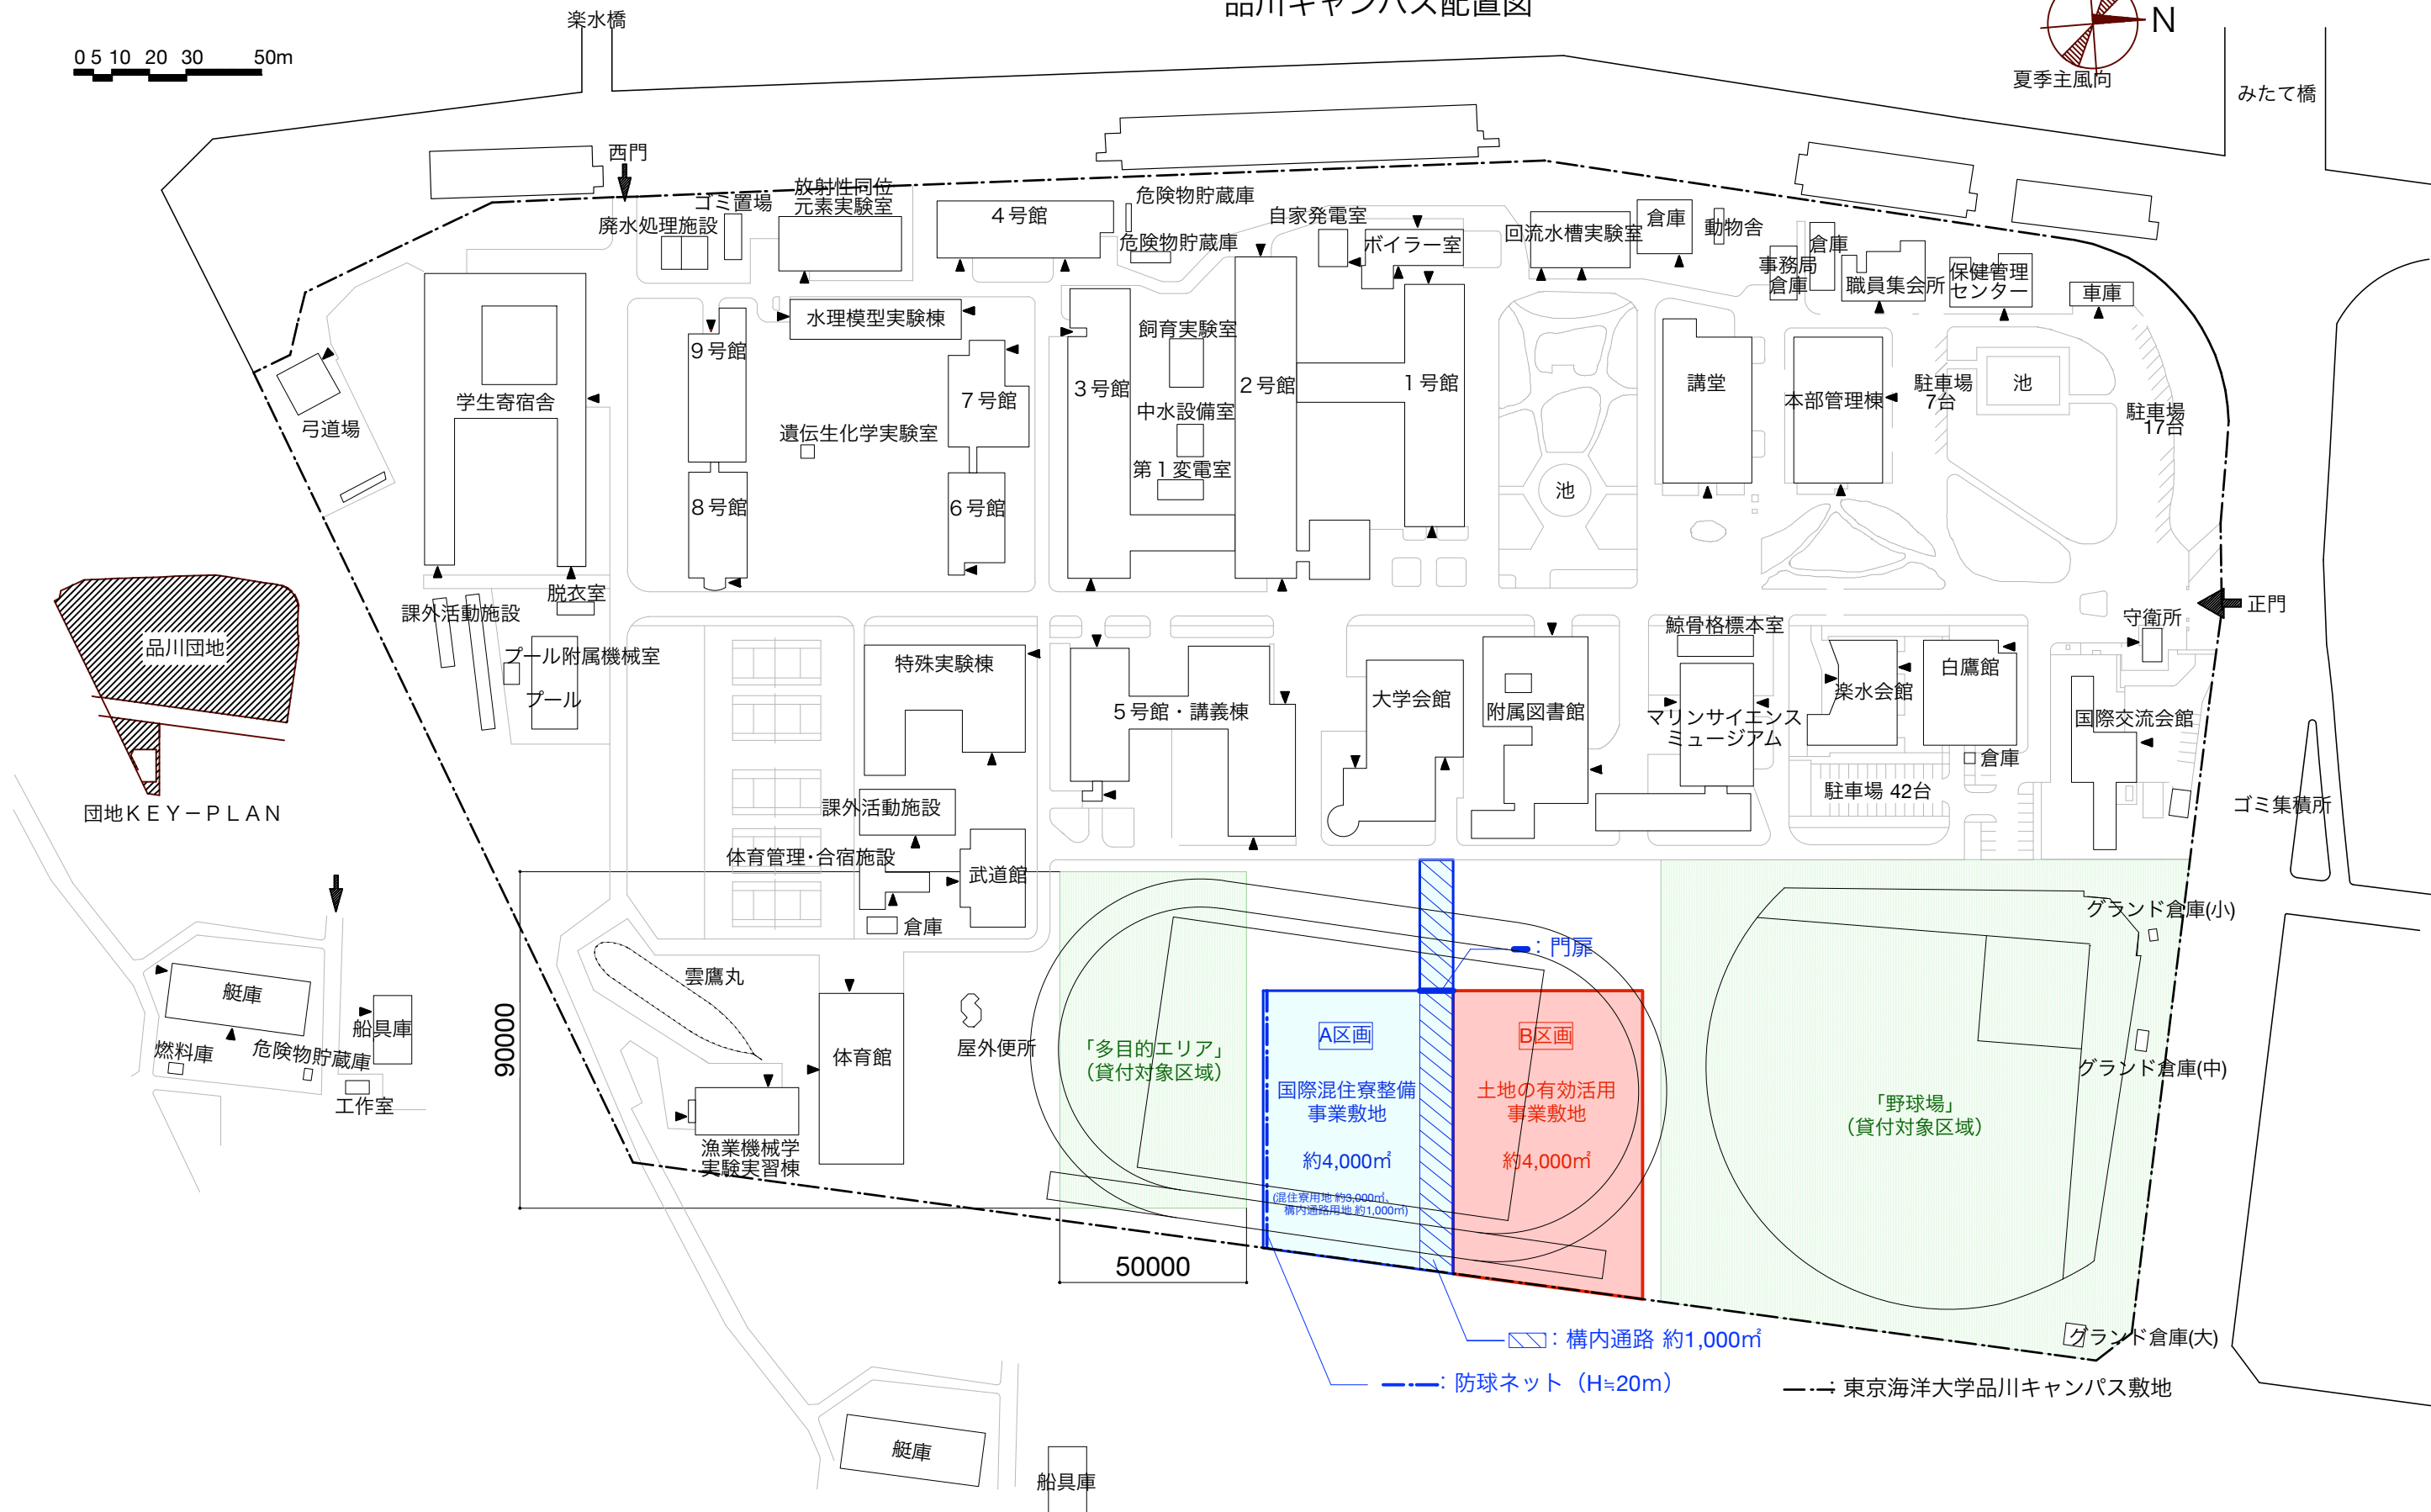 品川キャンパス配置図
楽水橋
0 5 10 20 30 50m
N
夏季主風向
みたて橋
西門
ゴミ置場
廃水処理施設
放射性同位
元素実験室
4号館
危険物貯蔵庫
危険物貯蔵庫
自家発電室
ボイラー室
回流水槽実験室
倉庫
動物舎
事務局
倉庫
倉庫
職員集会所
保健管理
センター
車庫
弓道場
学生寄宿舎
9号館
水理模型実験棟
7号館
遺伝生化学実験室
8号館
6号館
3号館
飼育実験室
中水設備室
第1変電室
2号館
1号館
池
講堂
本部管理棟
駐車場
7台
池
駐車場
17台
品川団地
団地KEY−PLAN
課外活動施設
脱衣室
プール附属機械室
プール
特殊実験棟
5号館・講義棟
大学会館
附属図書館
鯨骨格標本室
マリンサイエンス
ミュージアム
楽水会館
白鷹館
倉庫
駐車場 42台
守衛所
正門
国際交流会館
ゴミ集積所
課外活動施設
体育管理・合宿施設
武道館
倉庫
雲鷹丸
体育館
屋外便所
漁業機械学
実験実習棟
90000
50000
「多目的エリア」
（貸付対象区域）
：門扉
A区画
国際混住寮整備
事業敷地
約4,000㎡
(混住寮用地 約3,000㎡、
構内通路用地 約1,000㎡)
B区画
土地の有効活用
事業敷地
約4,000㎡
「野球場」
（貸付対象区域）
グランド倉庫(小)
グランド倉庫(中)
グランド倉庫(大)
：構内通路 約1,000㎡
：防球ネット（H≒20m）
：東京海洋大学品川キャンパス敷地
艇庫
船具庫
燃料庫
危険物貯蔵庫
工作室
艇庫
船具庫